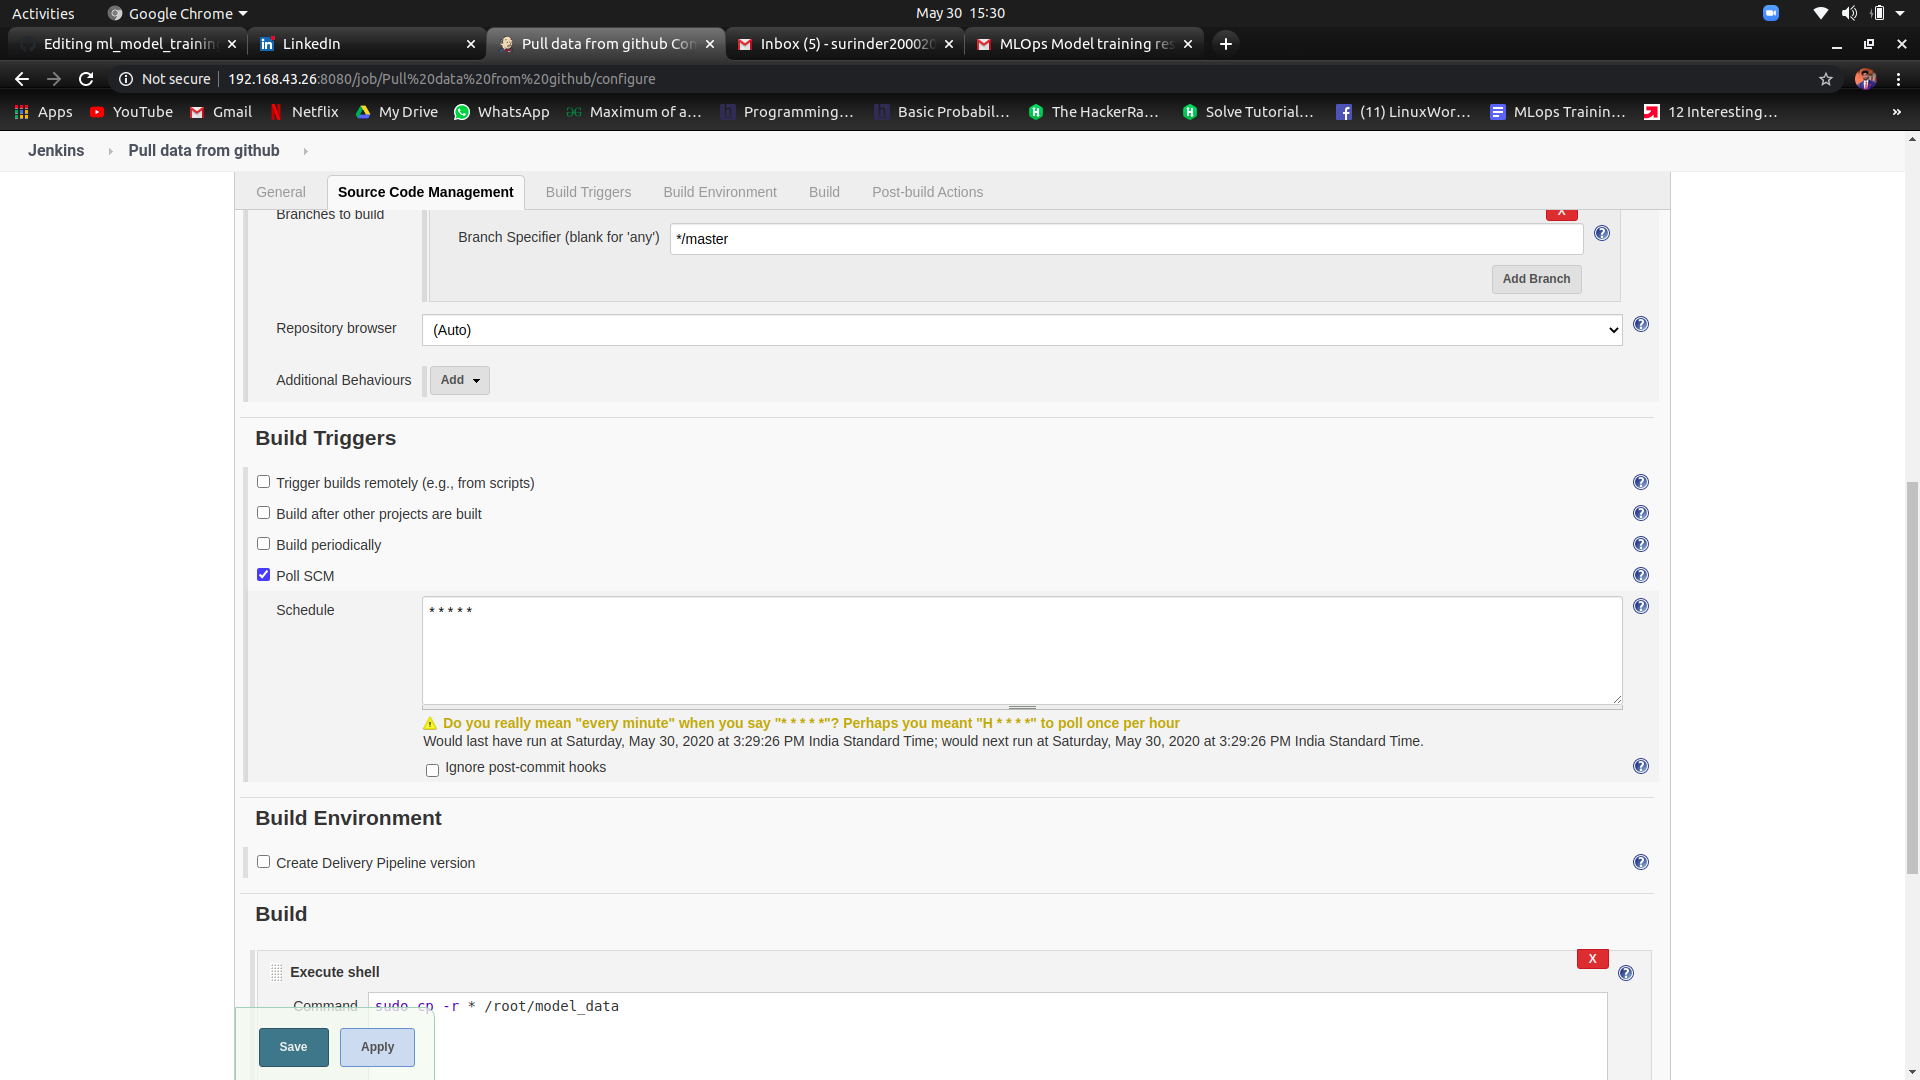 Activities
Google Chrome
May 30 15:30
Editing ml_model_trainin
LinkedIn
Pull data from github Con
Inbox (5) - surinder200020
MLOps Model training res
Not secure
192.168.43.26:8080/job/Pull%20data%20from%20github/configure
Apps
YouTube
Gmail
Netflix
My Drive
WhatsApp
Maximum of a...
Programming...
Basic Probabil...
The HackerRa...
Solve Tutorial...
(11) LinuxWor...
MLops Trainin...
12 Interesting...
»
Jenkins
Pull data from github
General
Source Code Management
Build Triggers
Build Environment
Build
Post-build Actions
Branches to build
X
Branch Specifier (blank for 'any')
*/master
Add Branch
Repository browser
(Auto)
Additional Behaviours
Add
Build Triggers
Trigger builds remotely (e.g., from scripts)
Build after other projects are built
Build periodically
Poll SCM
Schedule
* * * * *
Do you really mean "every minute" when you say "* * * * *"? Perhaps you meant "H * * * *" to poll once per hour
Would last have run at Saturday, May 30, 2020 at 3:29:26 PM India Standard Time; would next run at Saturday, May 30, 2020 at 3:29:26 PM India Standard Time.
Ignore post-commit hooks
Build Environment
Create Delivery Pipeline version
Build
X
Execute shell
Command
sudo cp -r * /root/model_data
Save
Apply